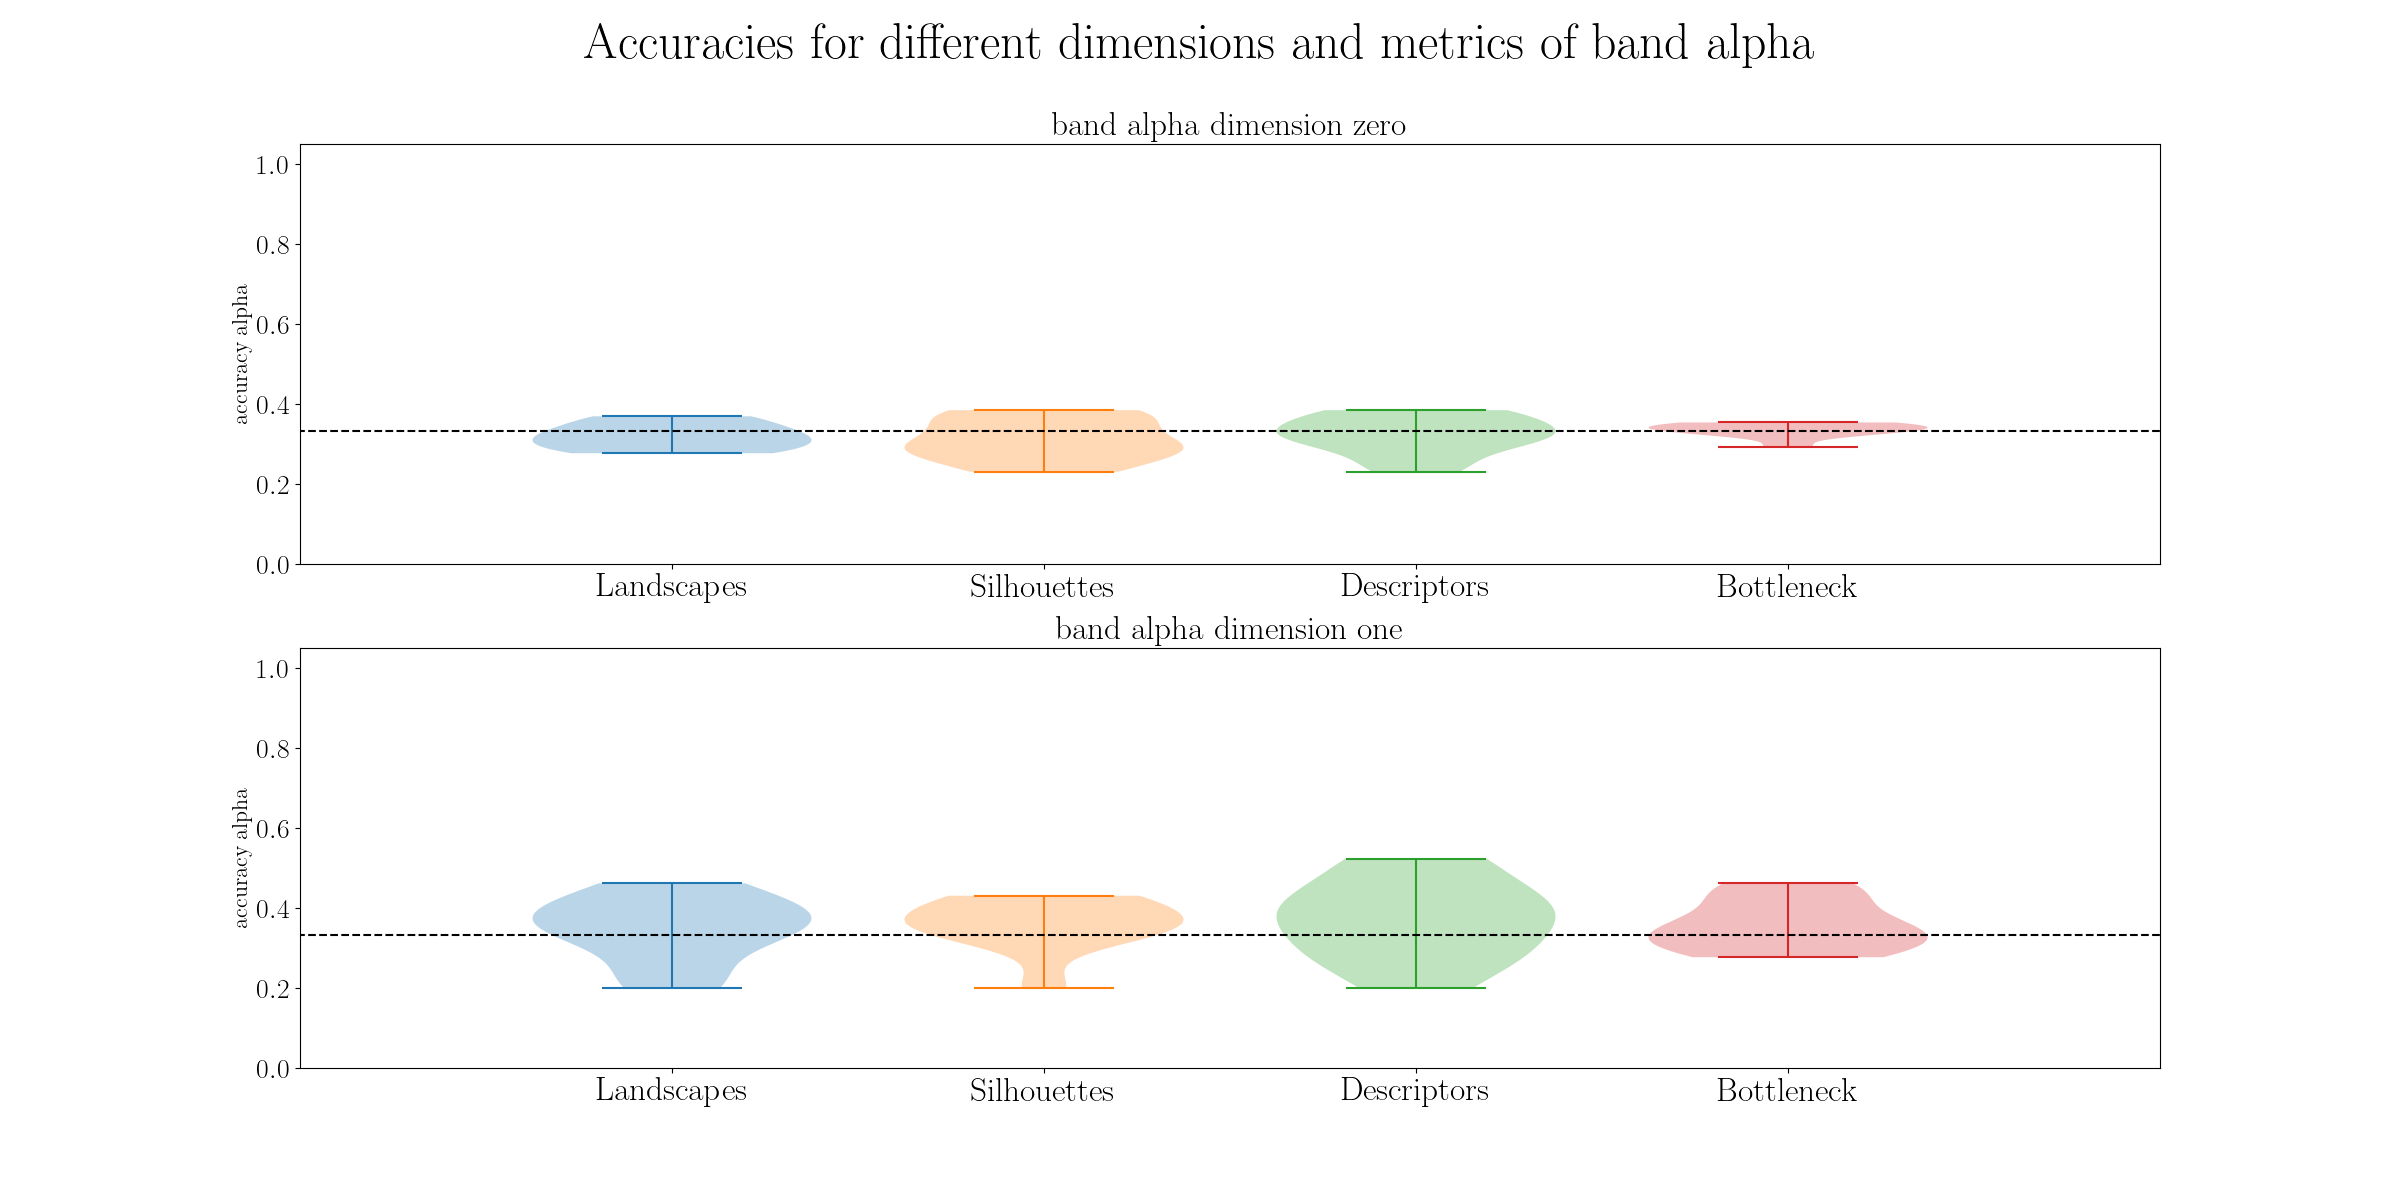 Accuracies for different dimensions and metrics of band alpha
band alpha dimension zero
accuracy alpha
1.0
0.8
0.6
0.4
0.2
0.0
Landscapes Silhouettes Descriptors Bottleneck
band alpha dimension one
accuracy alpha
1.0
0.8
0.6
0.4
0.2
0.0
Landscapes Silhouettes Descriptors Bottleneck